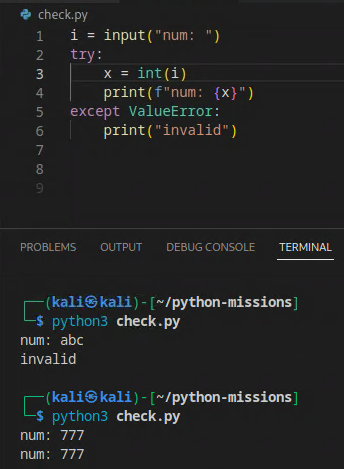 check.py
1 i = input("num: ")
2 try:
3 x = int(i)
4 print(f"num: {x}")
5 except ValueError:
6 print("invalid")
7
8
9
PROBLEMS OUTPUT DEBUG CONSOLE TERMINAL
┌──(kali㉿kali)-[~/python-missions]
└─$ python3 check.py
num: abc
invalid
┌──(kali㉿kali)-[~/python-missions]
└─$ python3 check.py
num: 777
num: 777